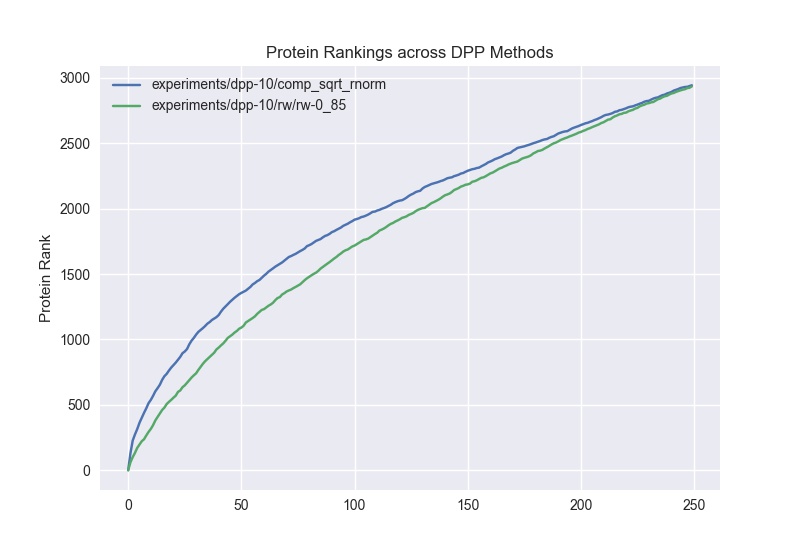 Protein Rankings across DPP Methods
experiments/dpp-10/comp_sqrt_rnorm
experiments/dpp-10/rw/rw-0_85
Protein Rank
3000
2500
2000
1500
1000
500
0
0 50 100 150 200 250